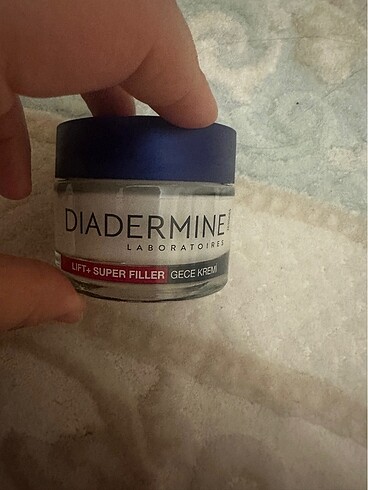 DIADERMINE
LABORATOIRES
LIFT+ SUPER FILLER GECE KREMİ